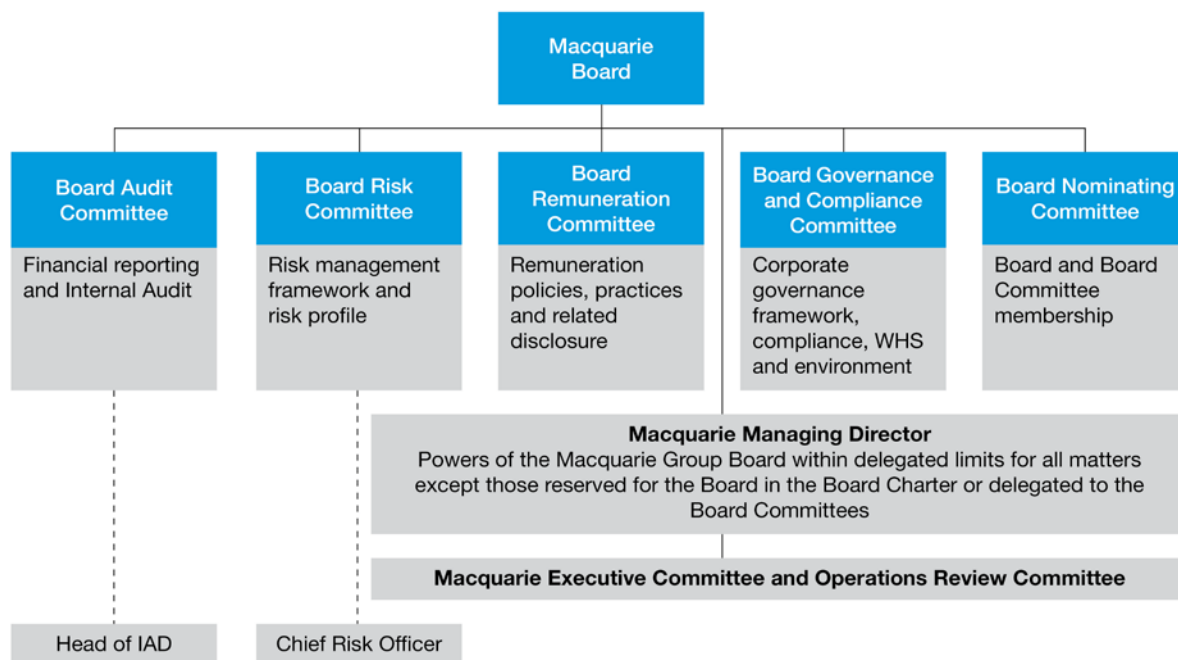 Macquarie
Board
Board Audit
Committee
Financial reporting
and Internal Audit
Board Risk
Committee
Risk management
framework and
risk profile
Board
Remuneration
Committee
Remuneration
policies, practices
and related
disclosure
Board Governance
and Compliance
Committee
Corporate
governance
framework,
compliance, WHS
and environment
Board Nominating
Committee
Board and Board
Committee
membership
Macquarie Managing Director
Powers of the Macquarie Group Board within delegated limits for all matters
except those reserved for the Board in the Board Charter or delegated to the
Board Committees
Macquarie Executive Committee and Operations Review Committee
Head of IAD
Chief Risk Officer